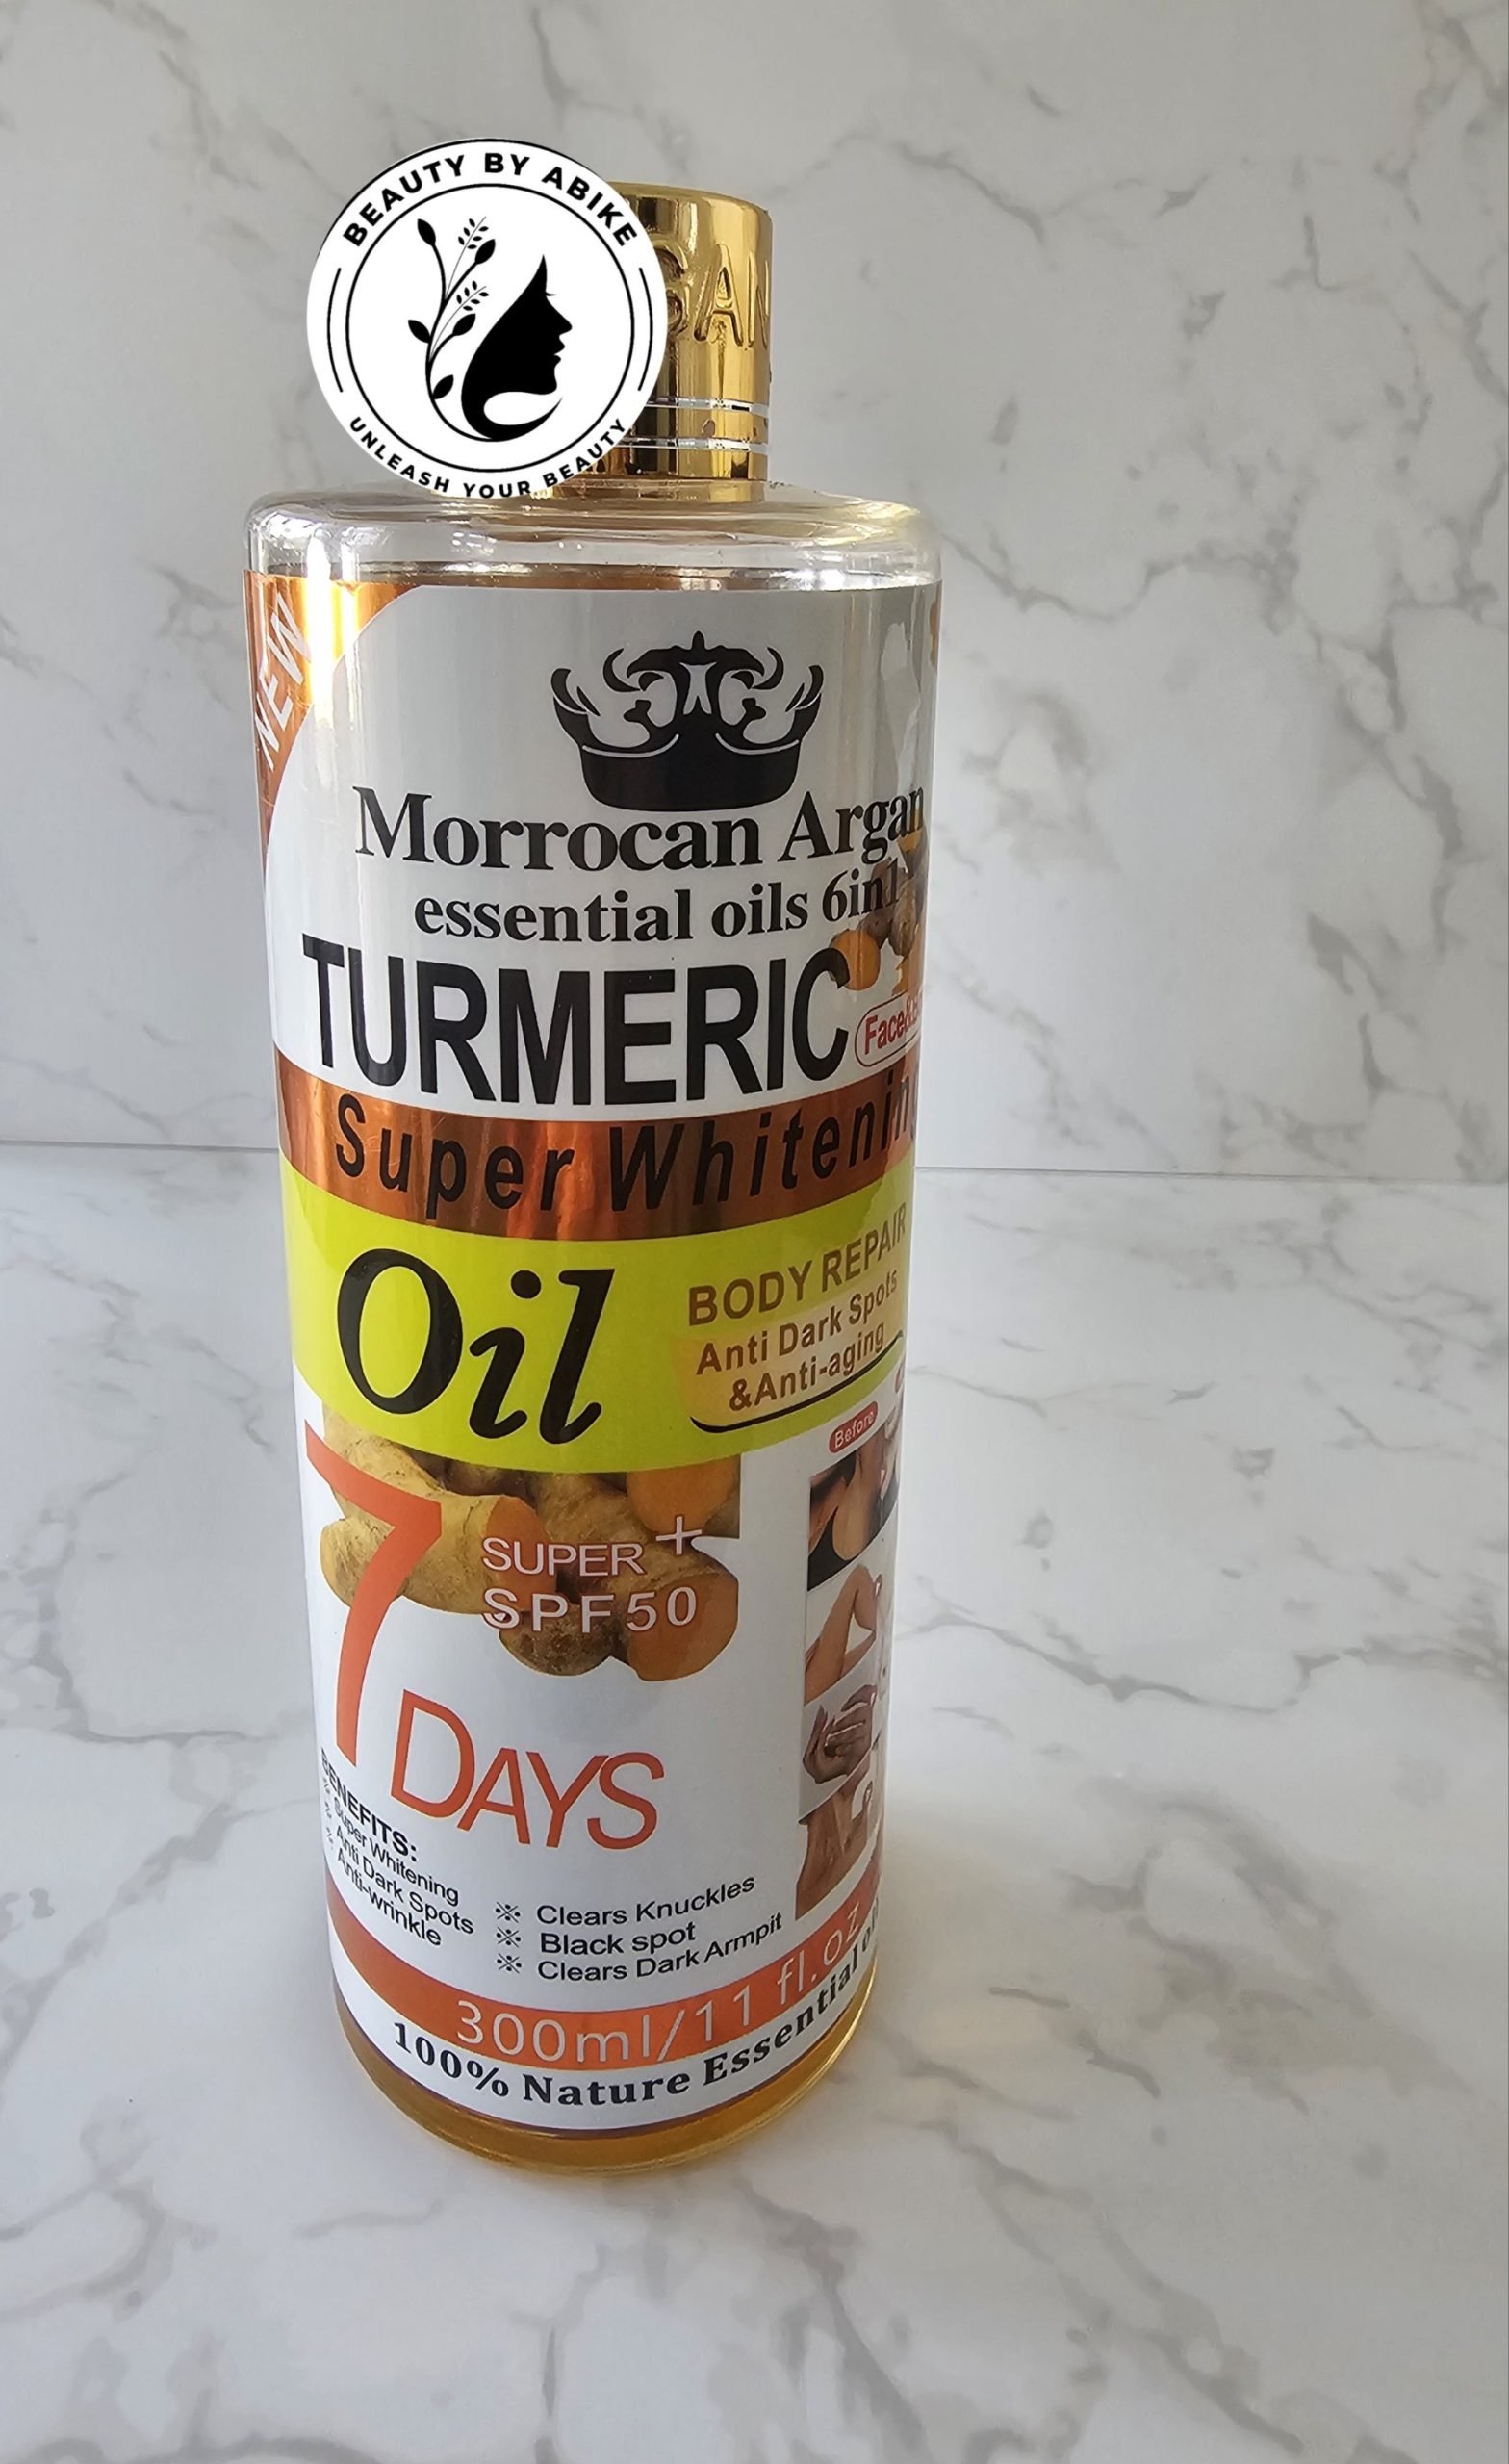 BEAUTY BY ABIKE
UNLEASH YOUR BEAUTY
GAN
NEW
Morrocan Argan
essential oils 6in1
TURMERIC
Super Whitenin
Oil
BODY REPAIR
Anti Dark Spots
&Anti-aging
Before
7
SUPER +
SPF50
DAYS
BENEFITS:
Super Whitening
Anti Dark Spots
Anti-wrinkle
※ Clears Knuckles
※ Black spot
※ Clears Dark Armpit
300ml/11 fl.oz
100% Nature Essential